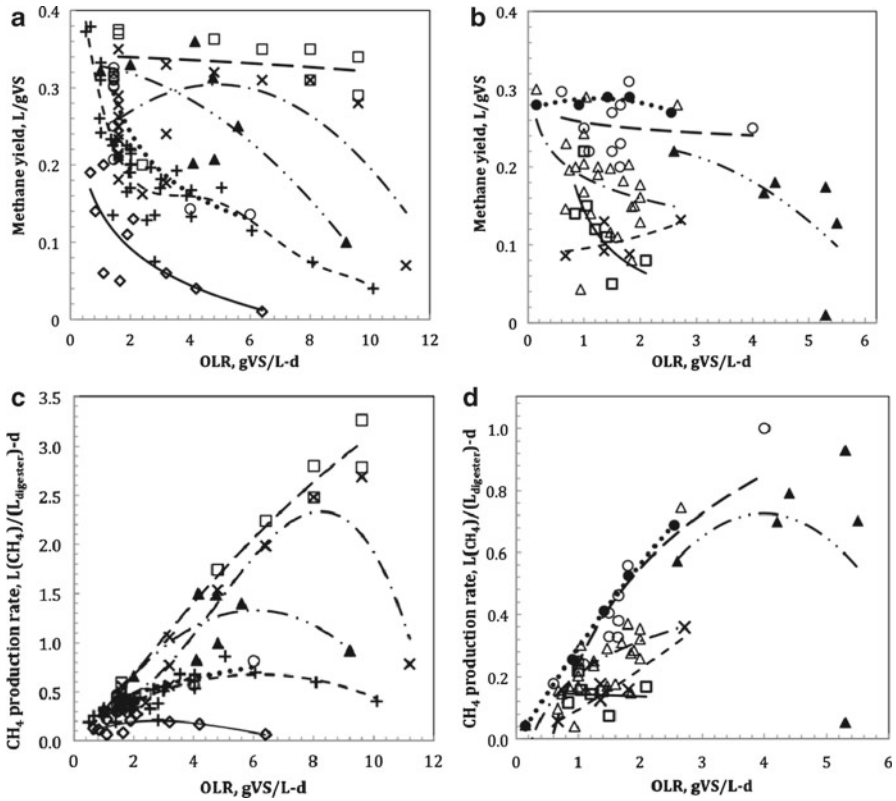 a
0.4
0.3
0.2
0.1
0
Methane yield, L/gVS
0 2 4 6 8 10 12
OLR, gVS/L-d
b
0.4
0.3
0.2
0.1
0
Methane yield, L/gVS
0 1 2 3 4 5 6
OLR, gVS/L-d
c
3.5
3.0
2.5
2.0
1.5
1.0
0.5
0.0
CH4 production rate, L(CH4)/(Ldigester)-d
0 2 4 6 8 10 12
OLR, gVS/L-d
d
1.0
0.8
0.6
0.4
0.2
0.0
CH4 production rate, L(CH4)/(Ldigester)-d
0 1 2 3 4 5 6
OLR, gVS/L-d